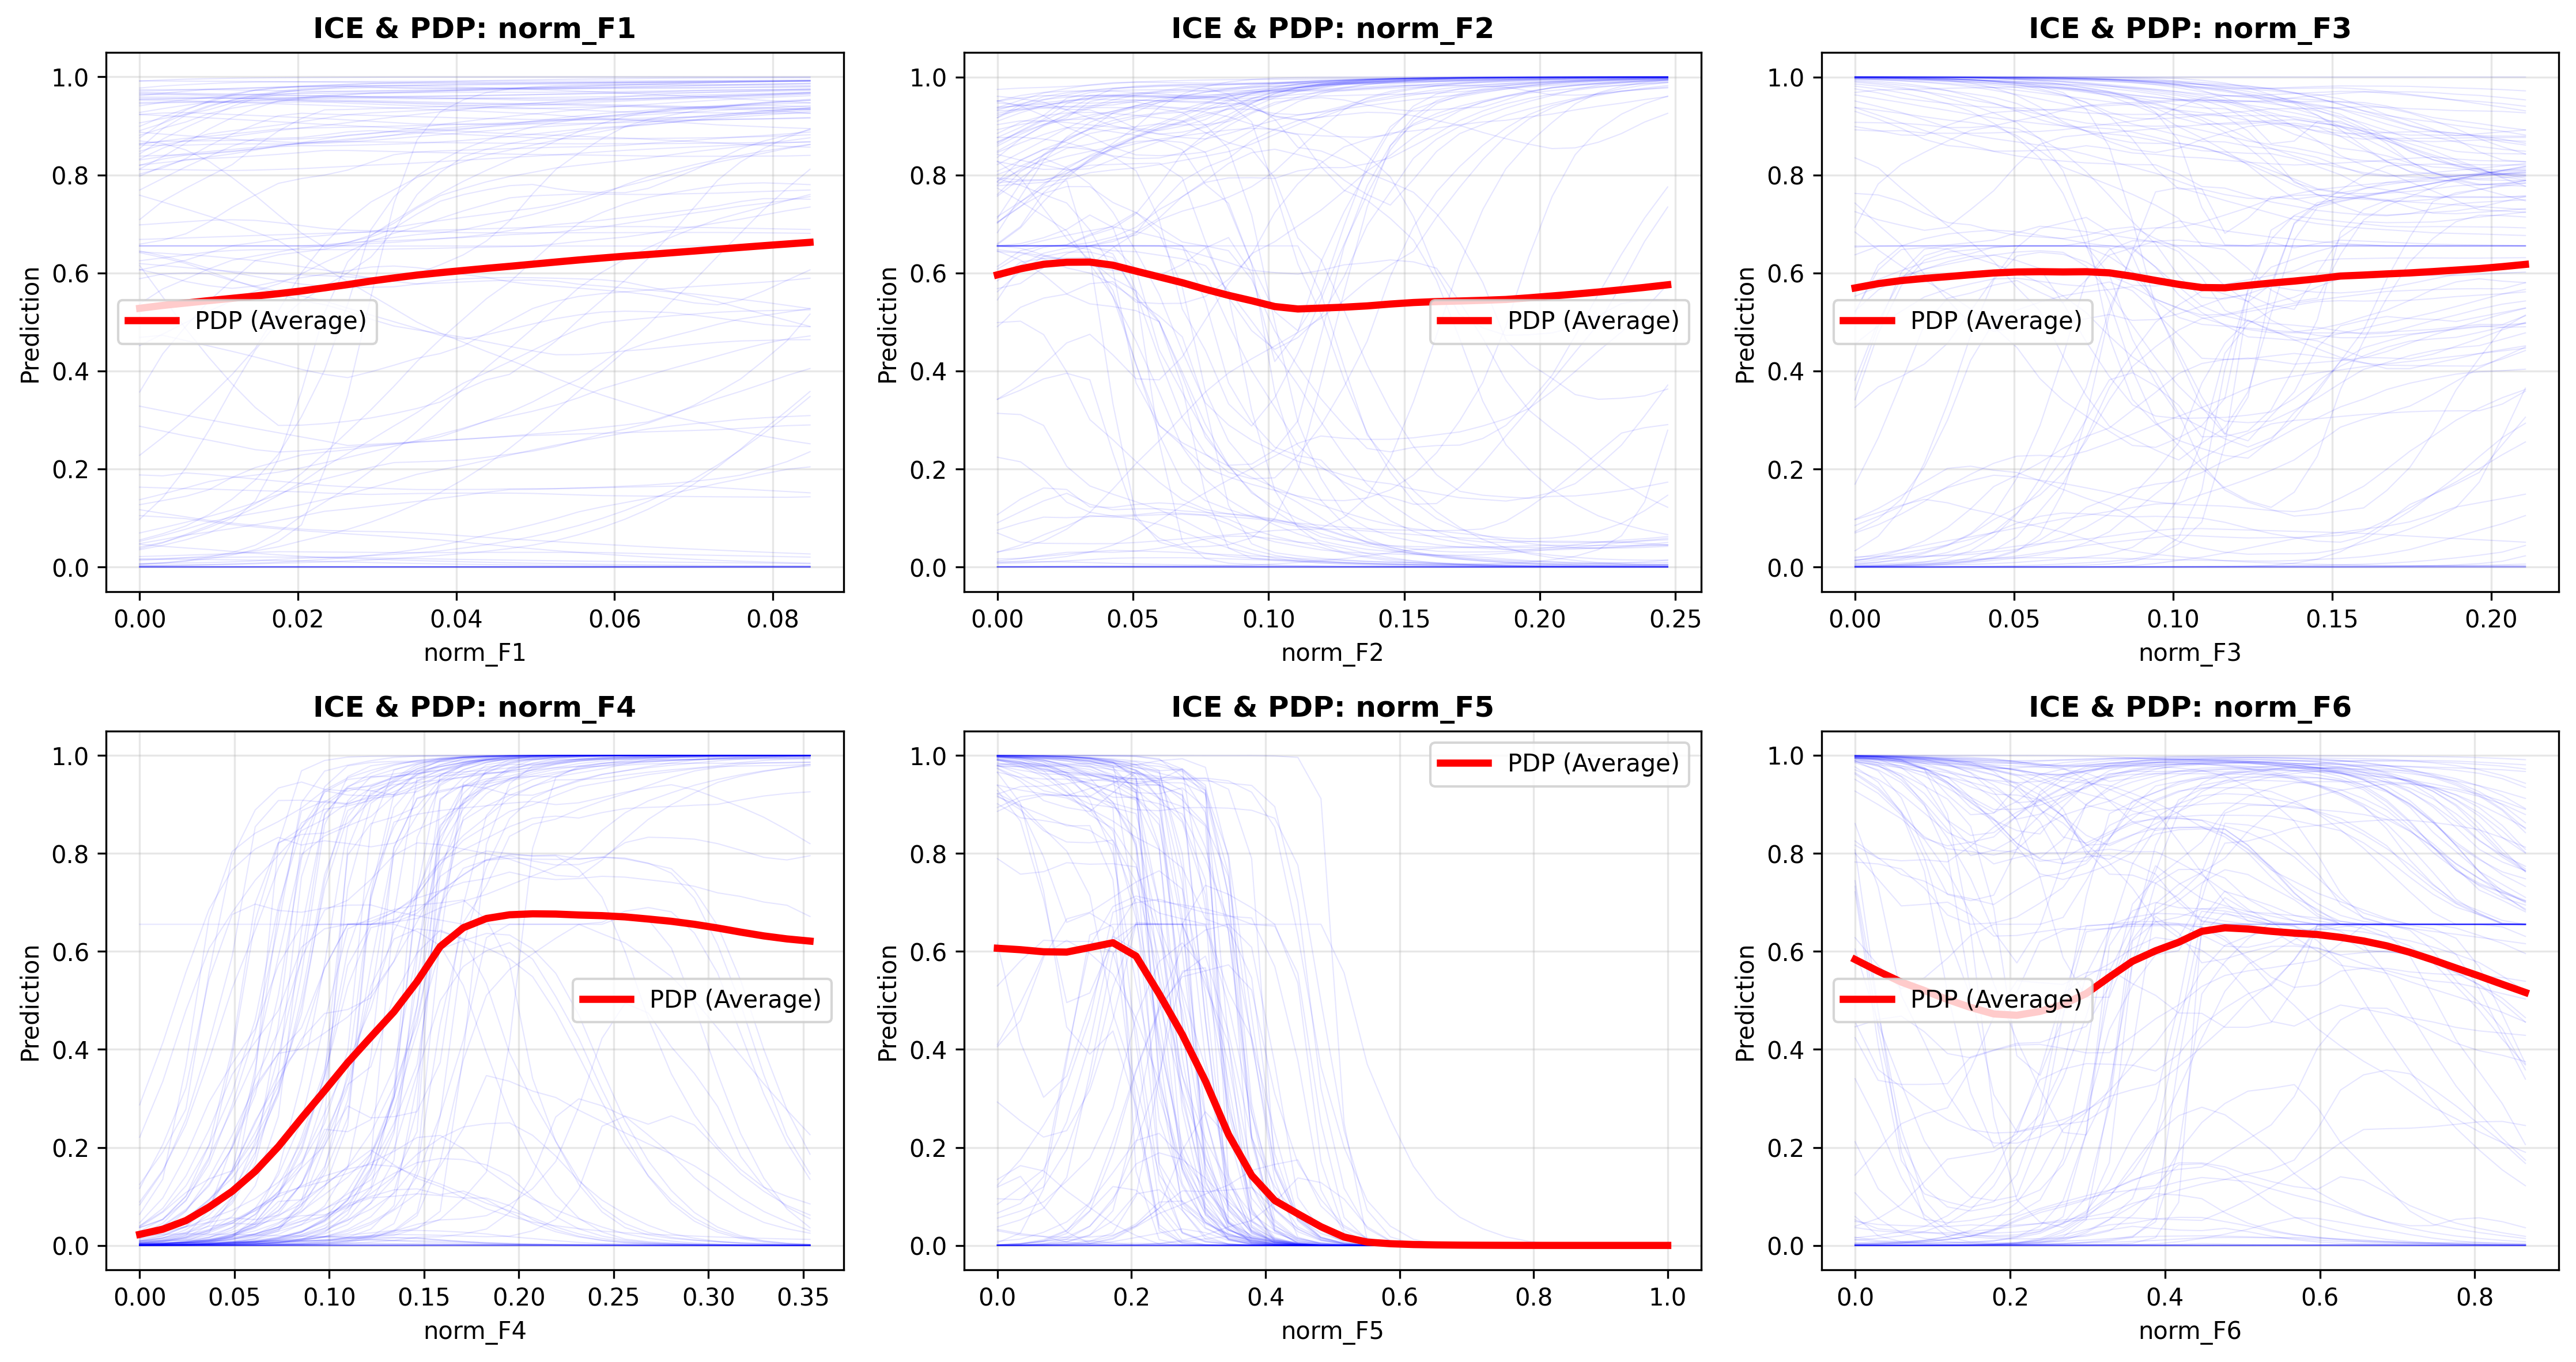 ICE & PDP: norm_F1
1.0
0.8
0.6
0.4
0.2
0.0
Prediction
PDP (Average)
0.00 0.02 0.04 0.06 0.08
norm_F1
ICE & PDP: norm_F2
1.0
0.8
0.6
0.4
0.2
0.0
Prediction
PDP (Average)
0.00 0.05 0.10 0.15 0.20 0.25
norm_F2
ICE & PDP: norm_F3
1.0
0.8
0.6
0.4
0.2
0.0
Prediction
PDP (Average)
0.00 0.05 0.10 0.15 0.20
norm_F3
ICE & PDP: norm_F4
1.0
0.8
0.6
0.4
0.2
0.0
Prediction
PDP (Average)
0.00 0.05 0.10 0.15 0.20 0.25 0.30 0.35
norm_F4
ICE & PDP: norm_F5
1.0
0.8
0.6
0.4
0.2
0.0
Prediction
PDP (Average)
0.0 0.2 0.4 0.6 0.8 1.0
norm_F5
ICE & PDP: norm_F6
1.0
0.8
0.6
0.4
0.2
0.0
Prediction
PDP (Average)
0.0 0.2 0.4 0.6 0.8
norm_F6